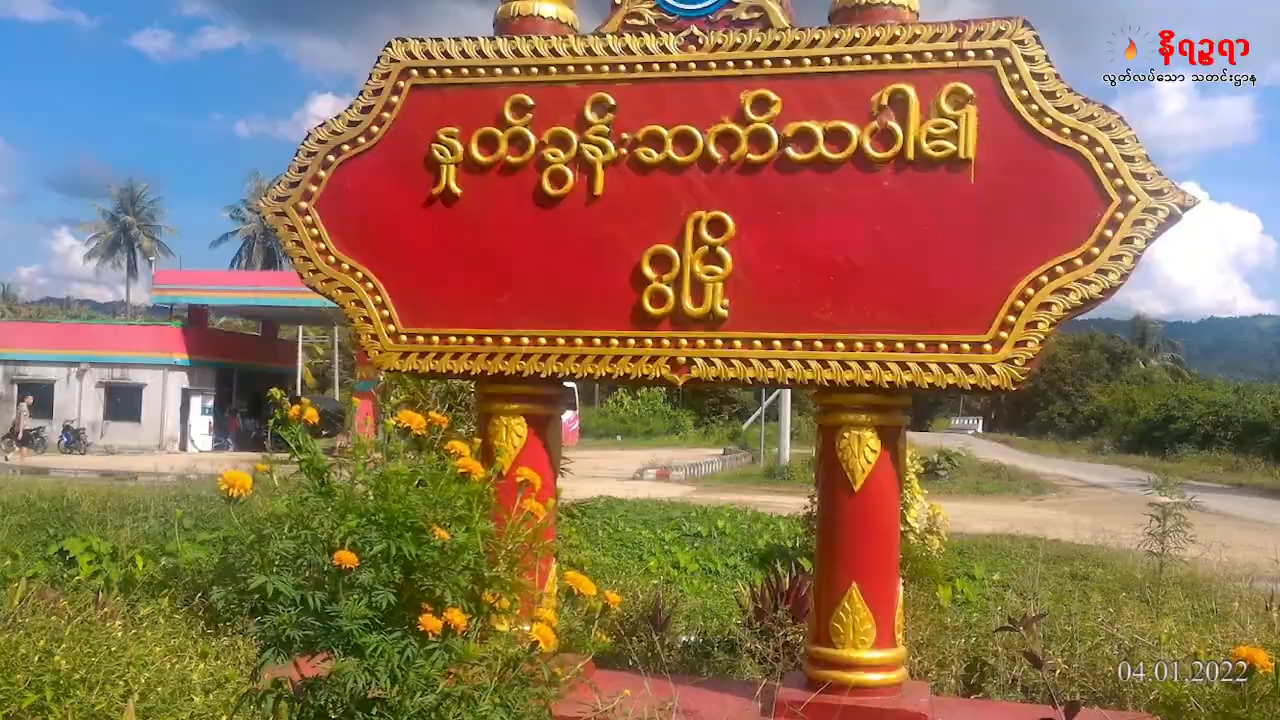 နိရဥ္စရာ
လွတ်လပ်သော သတင်းဌာန
နှုတ်ခွန်းဆက်သပါ၏
ဂွမြို့
04.01.2022